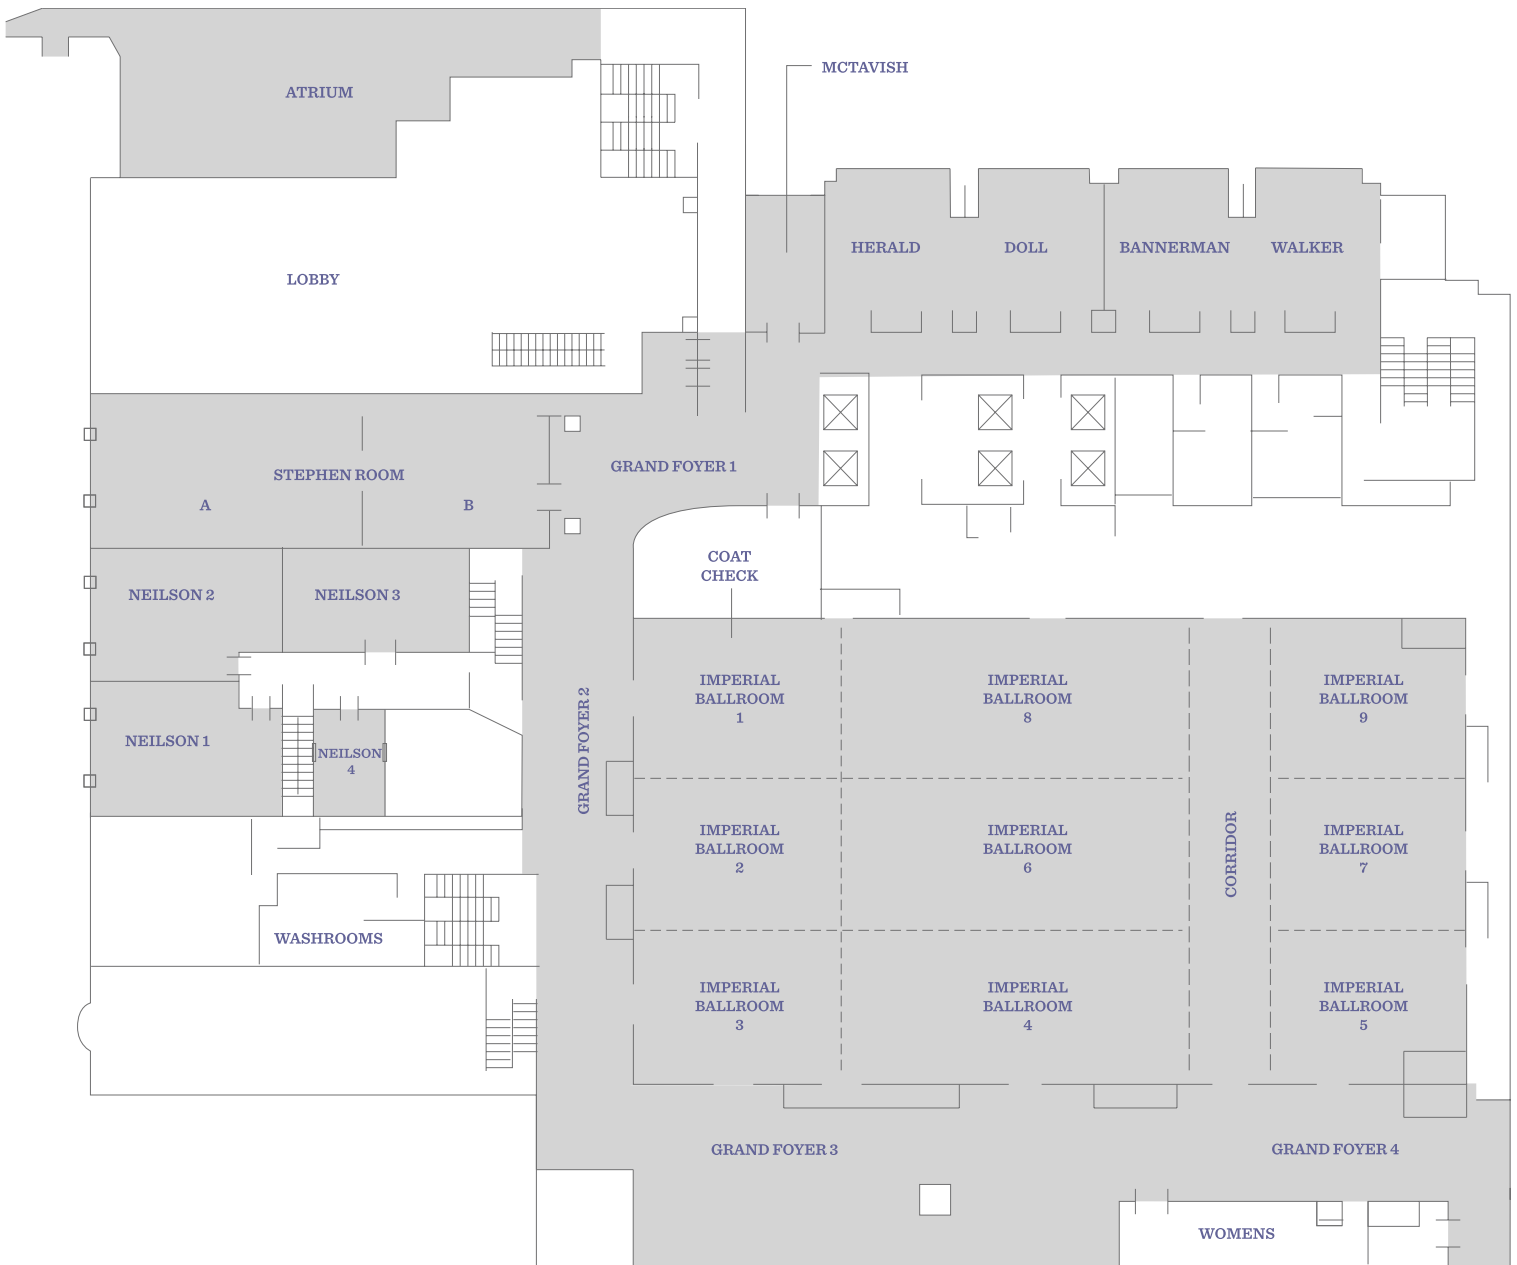 MCTAVISH
ATRIUM
HERALD
DOLL
BANNERMAN
WALKER
LOBBY
GRAND FOYER 1
STEPHEN ROOM
A
B
COAT
CHECK
NEILSON 2
NEILSON 3
NEILSON 1
NEILSON
4
GRAND FOYER 2
IMPERIAL
BALLROOM
1
IMPERIAL
BALLROOM
8
IMPERIAL
BALLROOM
9
IMPERIAL
BALLROOM
2
IMPERIAL
BALLROOM
6
CORRIDOR
IMPERIAL
BALLROOM
7
WASHROOMS
IMPERIAL
BALLROOM
3
IMPERIAL
BALLROOM
4
IMPERIAL
BALLROOM
5
GRAND FOYER 3
GRAND FOYER 4
WOMENS